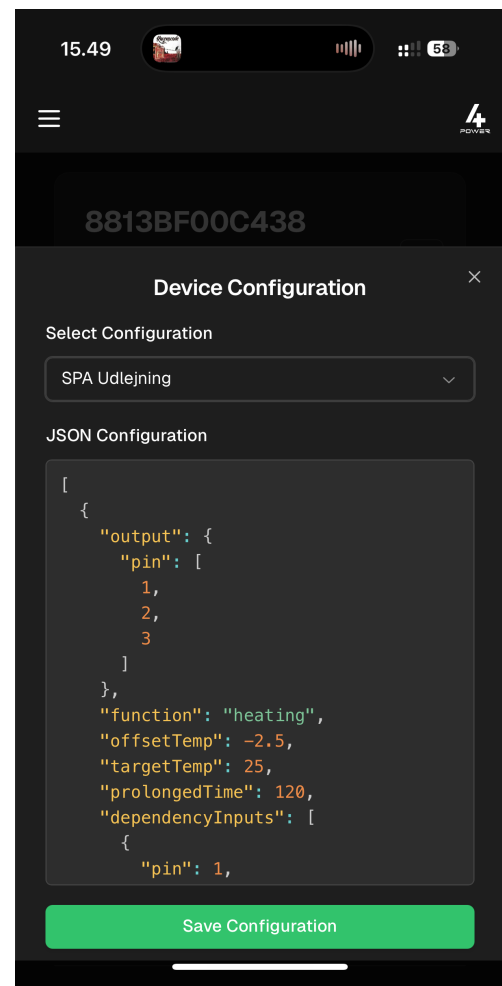 15.49
58
4
POWER
8813BF00C438
Device Configuration
Select Configuration
SPA Udlejning
JSON Configuration
[
{
"output": {
"pin": [
1,
2,
3
]
},
"function": "heating",
"offsetTemp": -2.5,
"targetTemp": 25,
"prolongedTime": 120,
"dependencyInputs": [
{
"pin": 1,
Save Configuration